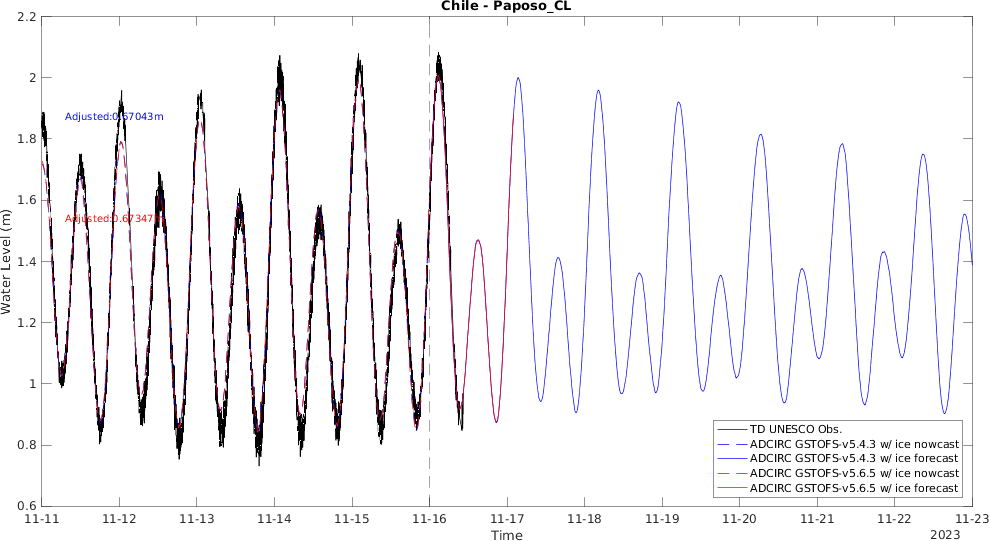 Chile - Paposo_CL
2.2
2
1.8
1.6
1.4
1.2
1
0.8
0.6
Water Level (m)
Adjusted:0.67043m
Adjusted:0.67347m
TD UNESCO Obs.
ADCIRC GSTOFS-v5.4.3 w/ ice nowcast
ADCIRC GSTOFS-v5.4.3 w/ ice forecast
ADCIRC GSTOFS-v5.6.5 w/ ice nowcast
ADCIRC GSTOFS-v5.6.5 w/ ice forecast
11-11 11-12 11-13 11-14 11-15 11-16 11-17 11-18 11-19 11-20 11-21 11-22 11-23
Time
2023